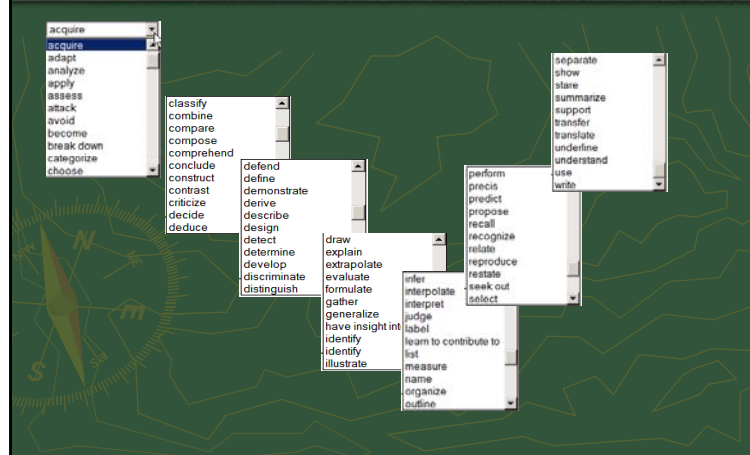 acquire
acquire
adapt
analyze
apply
assess
attack
avoid
become
break down
categorize
choose
classify
combine
compare
compose
comprehend
conclude
construct
contrast
criticize
decide
deduce
defend
define
demonstrate
derive
describe
design
detect
determine
develop
discriminate
distinguish
draw
explain
extrapolate
evaluate
formulate
gather
generalize
have insight int
identify
identify
illustrate
infer
interpolate
interpret
judge
label
learn to contribute to
list
measure
name
organize
outline
perform
precis
predict
propose
recall
recognize
relate
reproduce
restate
seek out
select
separate
show
stare
summarize
support
transfer
translate
underline
understand
use
write
N
NW
NE
E
SE
S